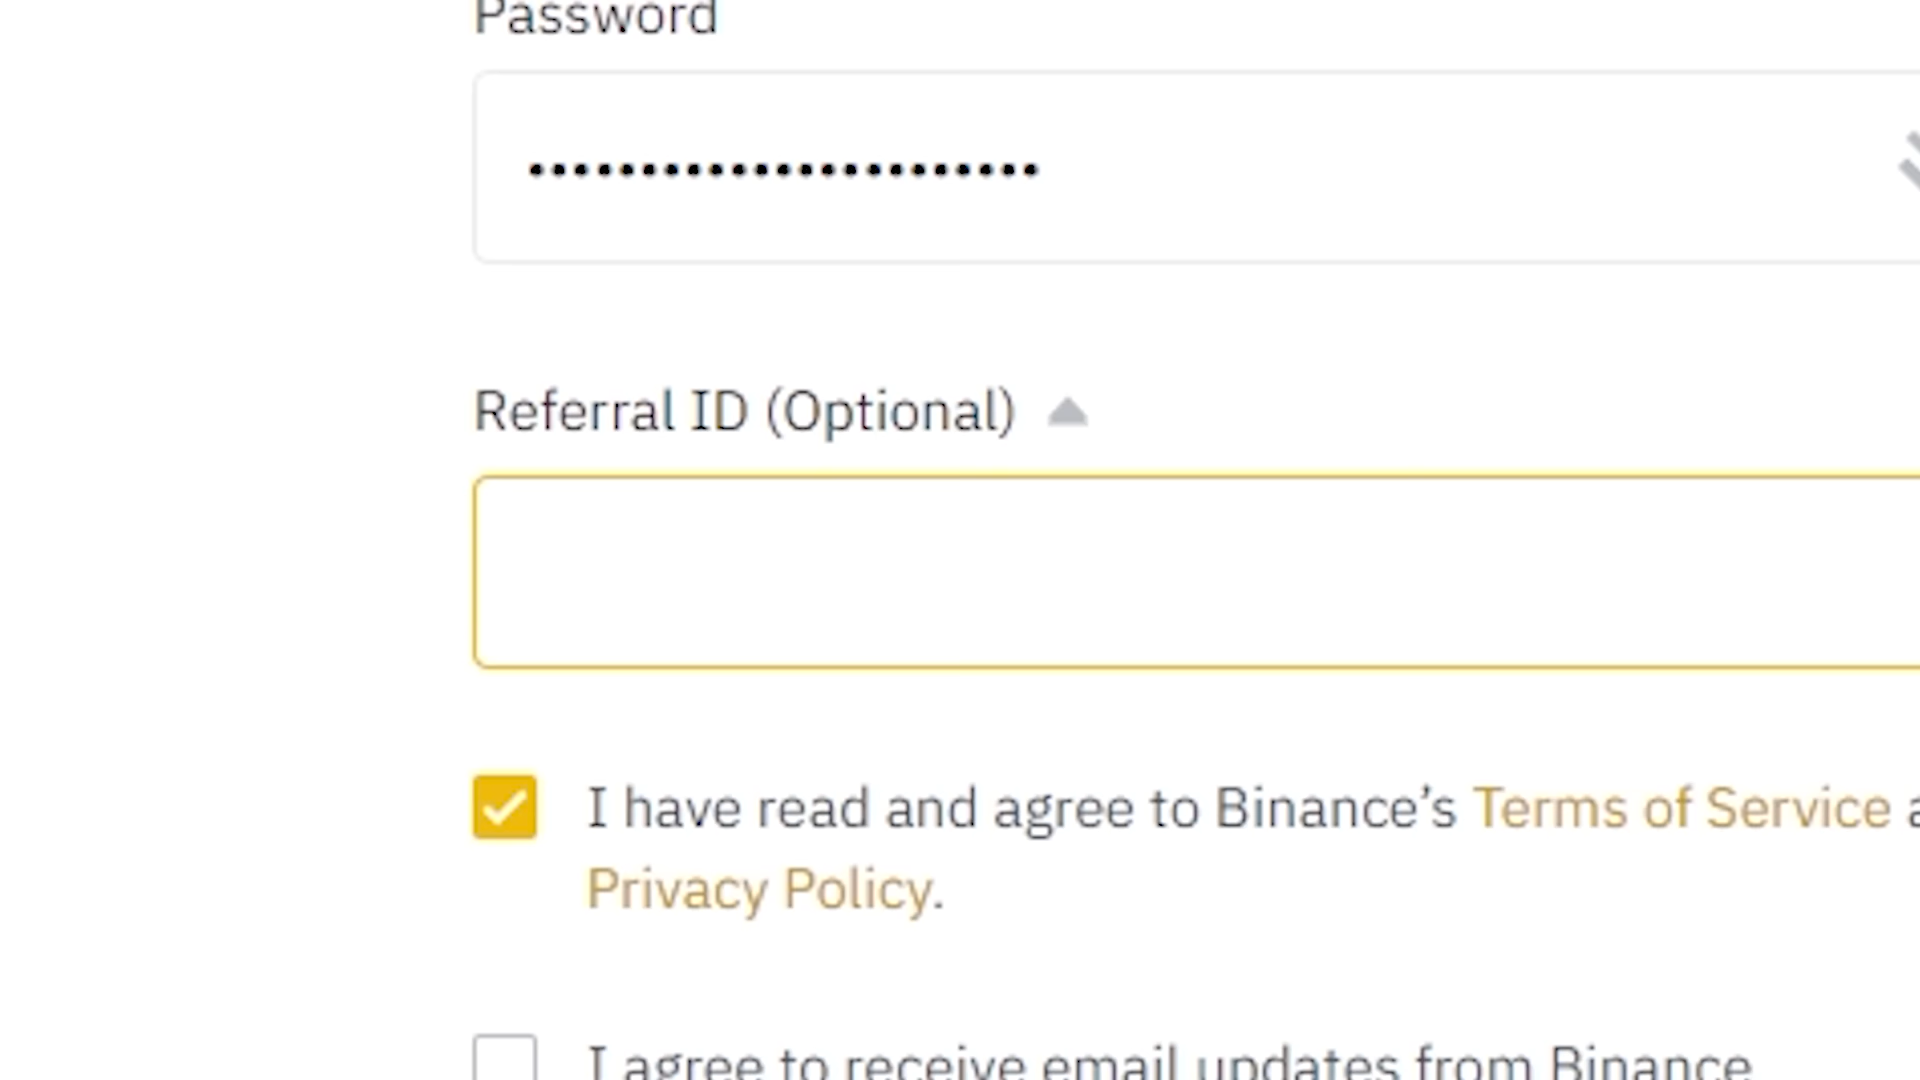 Password
•••••••••••••••••••••••
Referral ID (Optional)
I have read and agree to Binance’s Terms of Service
Privacy Policy.
I agree to receive email updates from Binance